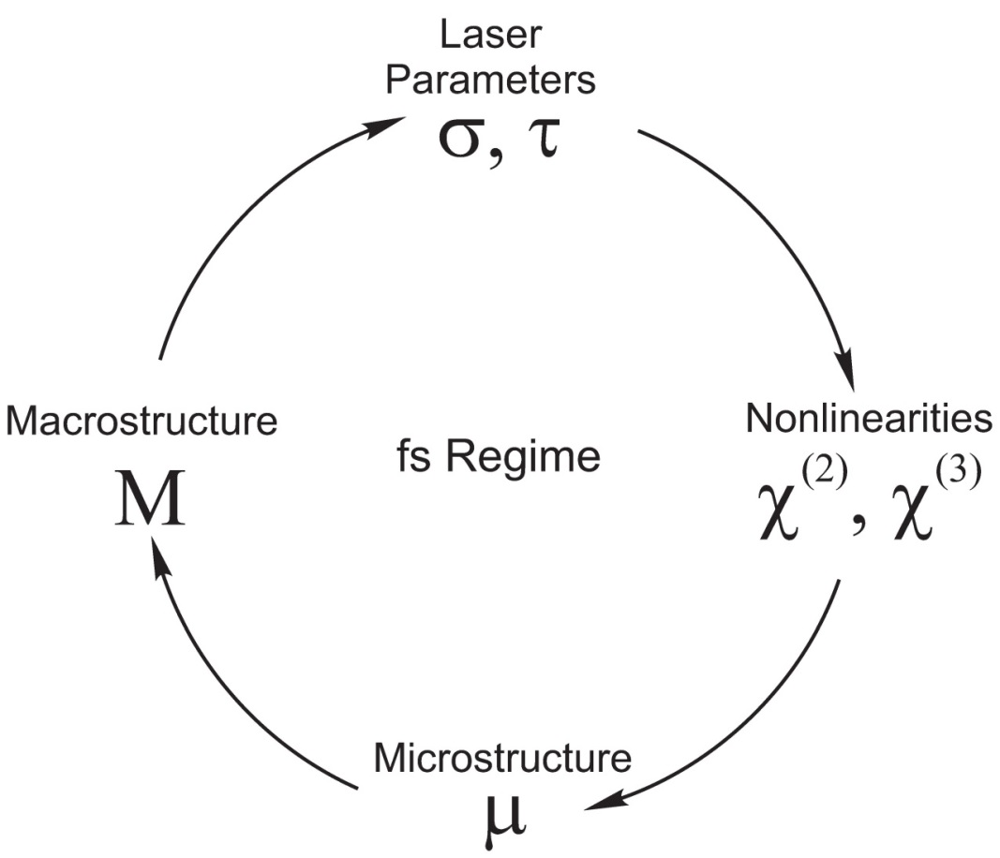 Laser
Parameters
σ, τ
Macrostructure
M
fs Regime
Nonlinearities
χ⁽²⁾, χ⁽³⁾
Microstructure
μ